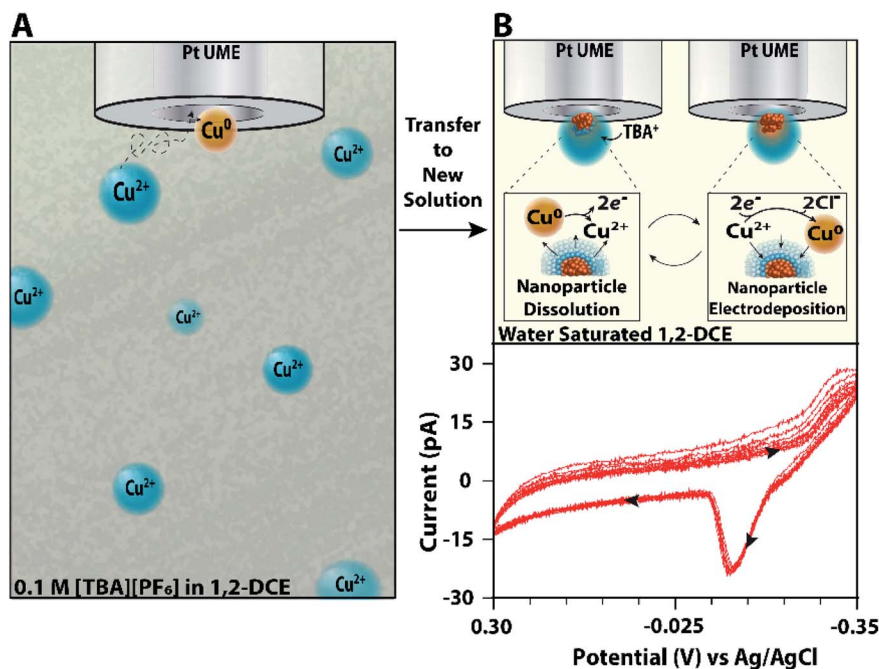 A
Pt UME
Cu⁰
Cu²⁺
Cu²⁺
Cu²⁺
Cu²⁺
Cu²⁺
Cu²⁺
Cu²⁺
0.1 M [TBA][PF₆] in 1,2-DCE
Transfer
to
New
Solution
B
Pt UME
Pt UME
TBA⁺
Cu⁰
2e⁻
Cu²⁺
Nanoparticle
Dissolution
2e⁻
2Cl⁻
Cu²⁺
Cu⁰
Nanoparticle
Electrodeposition
Water Saturated 1,2-DCE
Current (pA)
30
15
0
-15
-30
0.30
-0.025
-0.35
Potential (V) vs Ag/AgCl